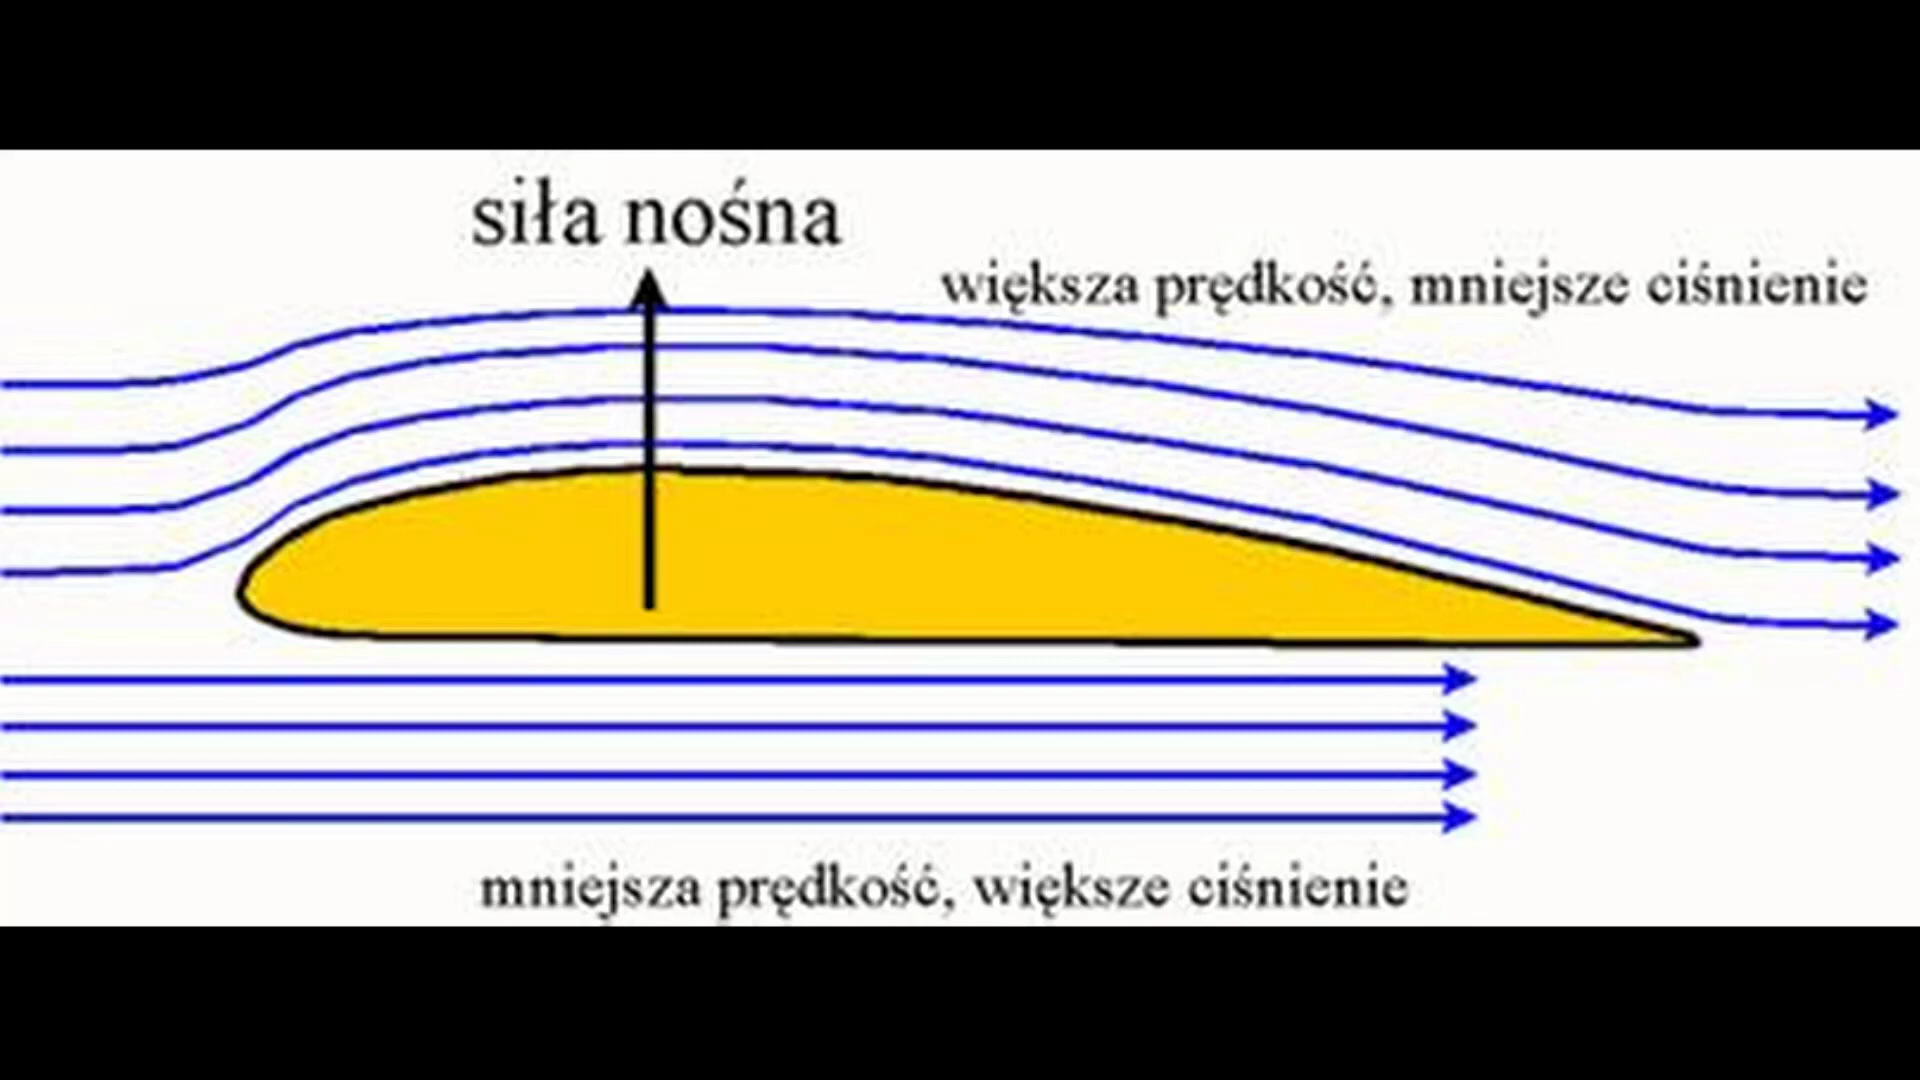 siła nośna
większa prędkość, mniejsze ciśnienie
mniejsza prędkość, większe ciśnienie